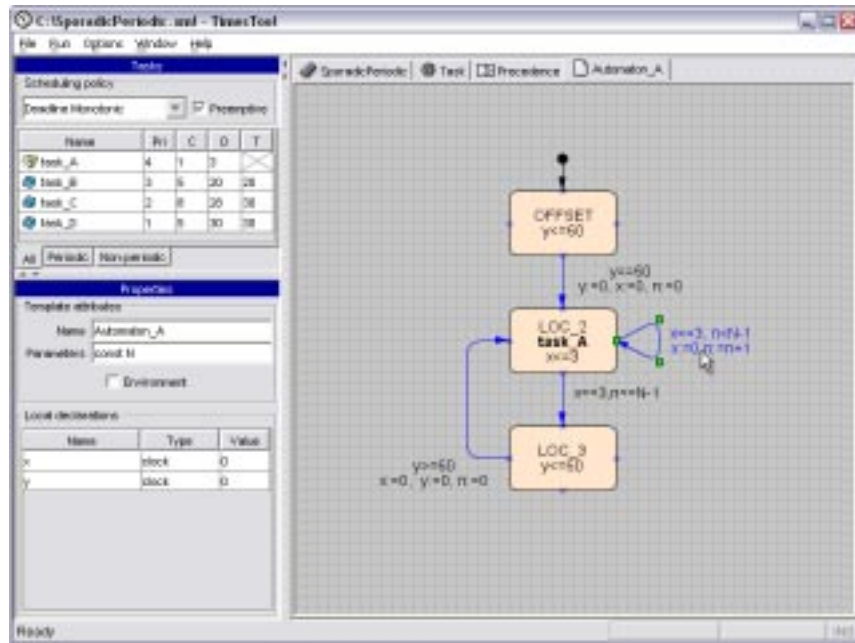 C:\SporadicPeriodic.xml - TimesTool
File Run Options Window Help
Tasks
Scheduling policy
Deadline Monotonic Preemptive
Name Pri C D T
task_A 4 1 3
task_B 3 5 20 20
task_C 2 8 28 30
task_D 1 5 30 30
All Periodic Non periodic
Properties
Template attributes
Name Automaton_A
Parameters const N
Environment
Local declarations
Name Type Value
x clock 0
y clock 0
Ready
SporadicPeriodic Task Precedence Automaton_A
OFFSET
y<=60
y<=60
y:=0, x:=0, n:=0
LOC_2
task_A
x<=3
x==3, n<N-1
x:=0,n:=n+1
x==3,n==N-1
LOC_3
y<=60
y>=60
x:=0, y:=0, n:=0